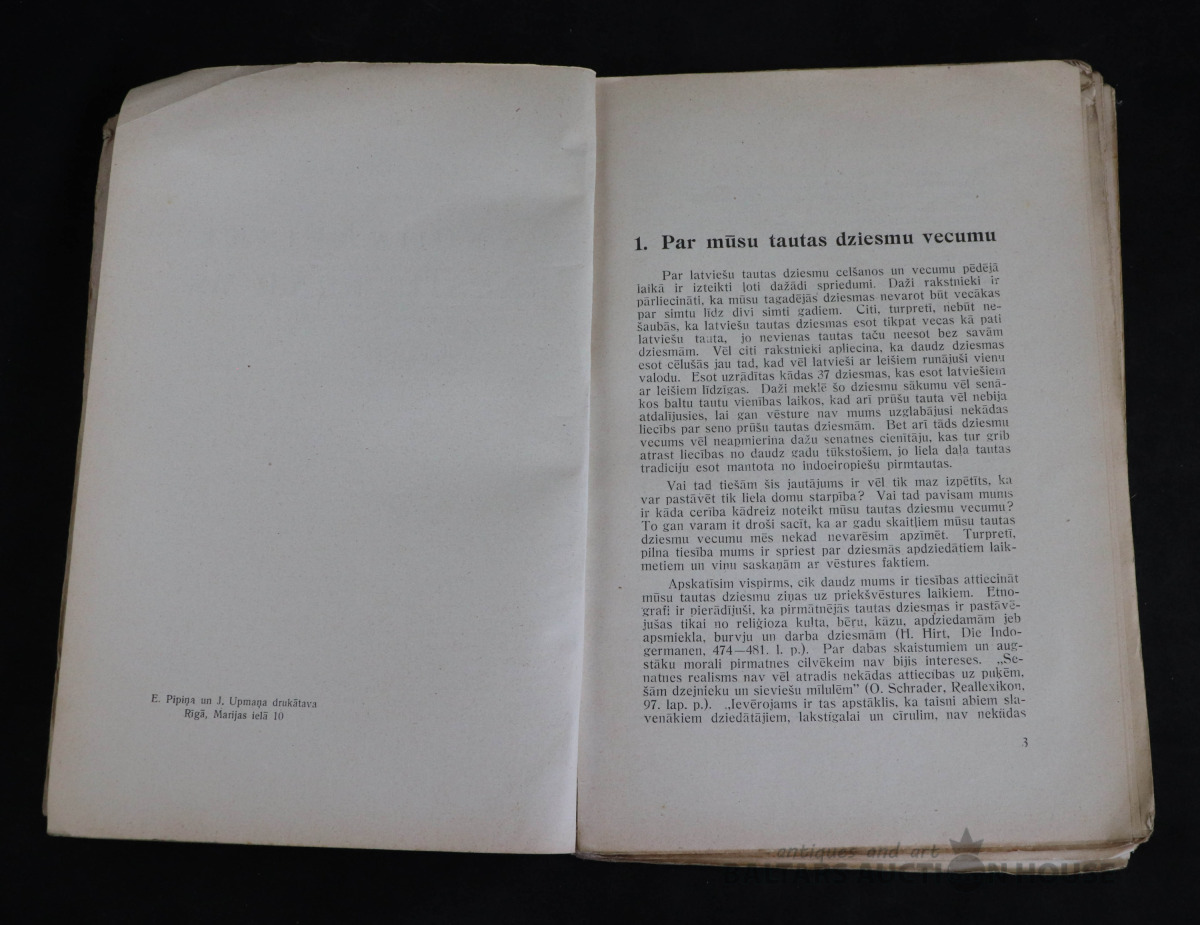 E. Pīpiņa un J. Upmaņa drukātava
Rīgā, Marijas ielā 10
1. Par mūsu tautas dziesmu vecumu
Par latviešu tautas dziesmu celšanos un vecumu pēdējā
laikā ir izteikti ļoti dažādi spriedumi. Daži rakstnieki ir
pārliecināti, ka mūsu tagadējās dziesmas nevarot būt vecākas
par simtu līdz divi simti gadiem. Citi, turpretī, nebūt ne-
šaubās, ka latviešu tautas dziesmas esot tikpat vecas kā pati
latviešu tauta, jo nevienas tautas taču neesot bez savām
dziesmām. Vēl citi rakstnieki apliecina, ka daudz dziesmas
esot cēlušās jau tad, kad vēl latvieši ar leišiem runājuši vienu
valodu. Esot uzrādītas kādas 37 dziesmas, kas esot latviešiem
ar leišiem līdzīgas. Daži meklē šo dziesmu sākumu vēl senā-
kos baltu tautu vienības laikos, kad arī prūšu tauta vēl nebija
atdalījusies, lai gan vēsture nav mums uzglabājusi nekādas
liecībs par seno prūšu tautas dziesmām. Bet arī tāds dziesmu
vecums vēl neapmierina dažu senatnes cienītāju, kas tur grib
atrast liecības no daudz gadu tūkstošiem, jo liela daļa tautas
tradiciju esot mantota no indoeiropiešu pirmtautas.
Vai tad tiešām šis jautājums ir vēl tik maz izpētīts, ka
var pastāvēt tik liela domu starpība? Vai tad pavisam mums
ir kāda cerība kādreiz noteikt mūsu tautas dziesmu vecumu?
To gan varam it droši sacīt, ka ar gadu skaitļiem mūsu tautas
dziesmu vecumu mēs nekad nevarēsim apzīmēt. Turpretī,
pilna tiesība mums ir spriest par dziesmās apdziedātiem laik-
metiem un viņu saskaņām ar vēstures faktiem.
Apskatīsim vispirms, cik daudz mums ir tiesības attiecināt
mūsu tautas dziesmu ziņas uz priekšvēstures laikiem. Etno-
grafi ir pierādījuši, ka pirmātnējās tautas dziesmas ir pastāvē-
jušas tikai no reliģioza kulta, bēru, kāzu, apdziedamām jeb
apsmiekla, burvju un darba dziesmām (H. Hirt, Die Indo-
germanen, 474—481. l. p.). Par dabas skaistumiem un aug-
stāku morali pirmatnes cilvēkeim nav bijis intereses. „Se-
natnes realisms nav vēl atradis nekādas attiecības uz puķēm,
šām dzejnieku un sieviešu mīlulēm" (O. Schrader, Reallexikon,
97. lap. p.). „Ievērojams ir tas apstāklis, ka taisni abiem sla-
venākiem dziedātājiem, lakstīgalai un cīrulim, nav nekūdas
3
antiques and art
BALTARS AUCTION HOUSE